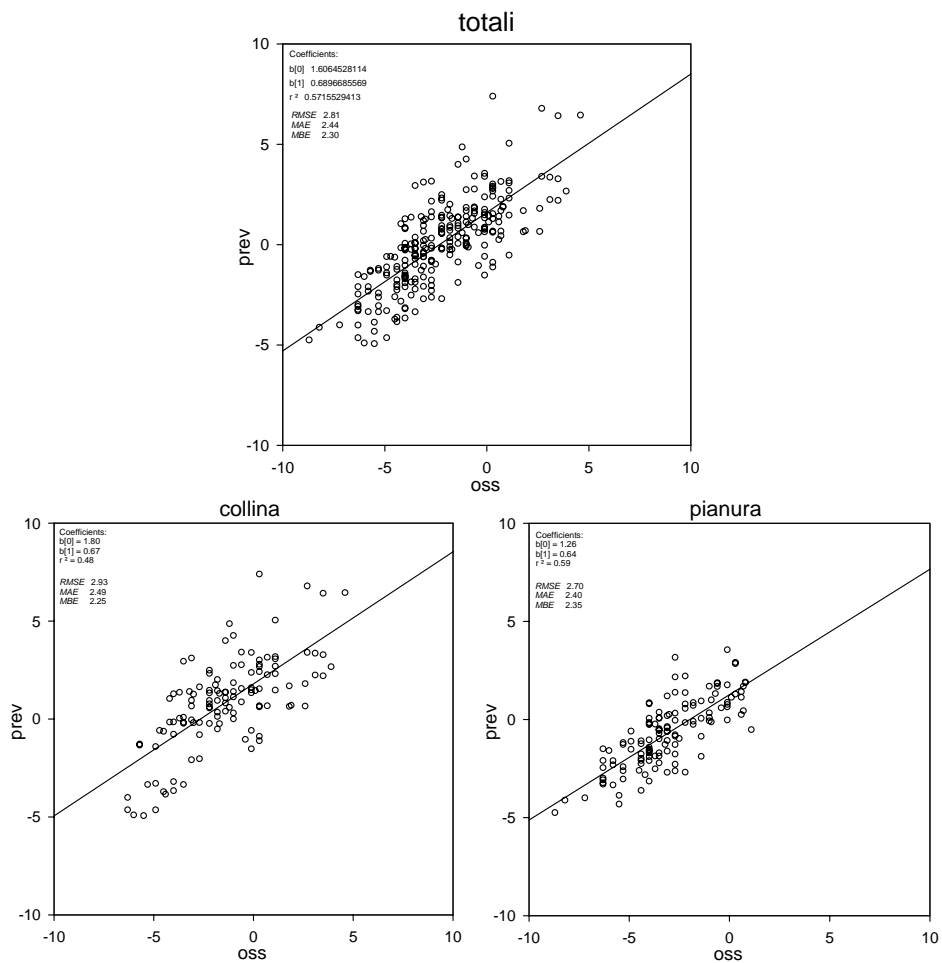 totali
Coefficients:
b[0] 1.6064528114
b[1] 0.6896685569
r ² 0.5715529413
RMSE 2.81
MAE 2.44
MBE 2.30
10
5
0
-5
-10
prev
-10 -5 0 5 10
oss
collina
Coefficients:
b[0] = 1.80
b[1] = 0.67
r ² = 0.48
RMSE 2.93
MAE 2.49
MBE 2.25
10
5
0
-5
-10
prev
-10 -5 0 5 10
oss
pianura
Coefficients:
b[0] = 1.26
b[1] = 0.64
r ² = 0.59
RMSE 2.70
MAE 2.40
MBE 2.35
10
5
0
-5
-10
prev
-10 -5 0 5 10
oss